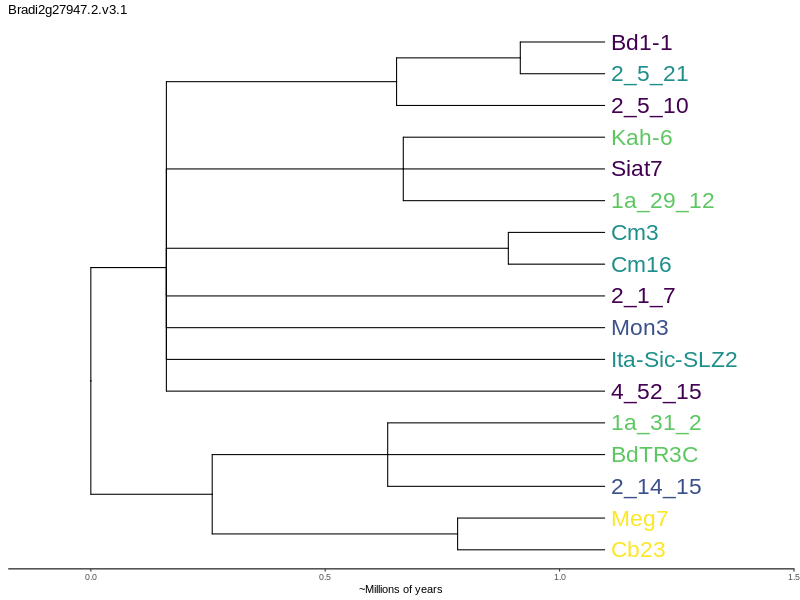 Bradi2g27947.2.v3.1
Bd1-1
2_5_21
2_5_10
Kah-6
Siat7
1a_29_12
Cm3
Cm16
2_1_7
Mon3
Ita-Sic-SLZ2
4_52_15
1a_31_2
BdTR3C
2_14_15
Meg7
Cb23
0.0 0.5 1.0 1.5
~Millions of years